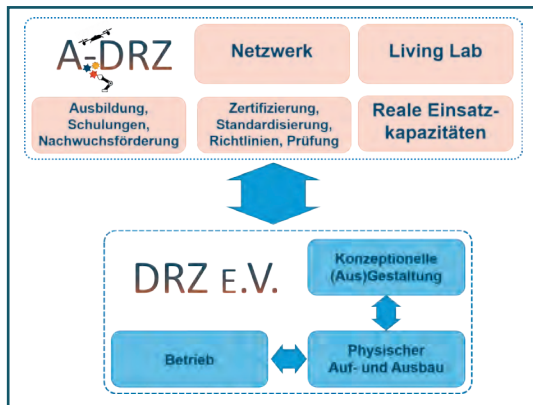 A-DRZ
Netzwerk
Living Lab
Ausbildung,
Schulungen,
Nachwuchsförderung
Zertifizierung,
Standardisierung,
Richtlinien, Prüfung
Reale Einsatz-
kapazitäten
DRZ E.V.
Konzeptionelle
(Aus)Gestaltung
Betrieb
Physischer
Auf- und Ausbau